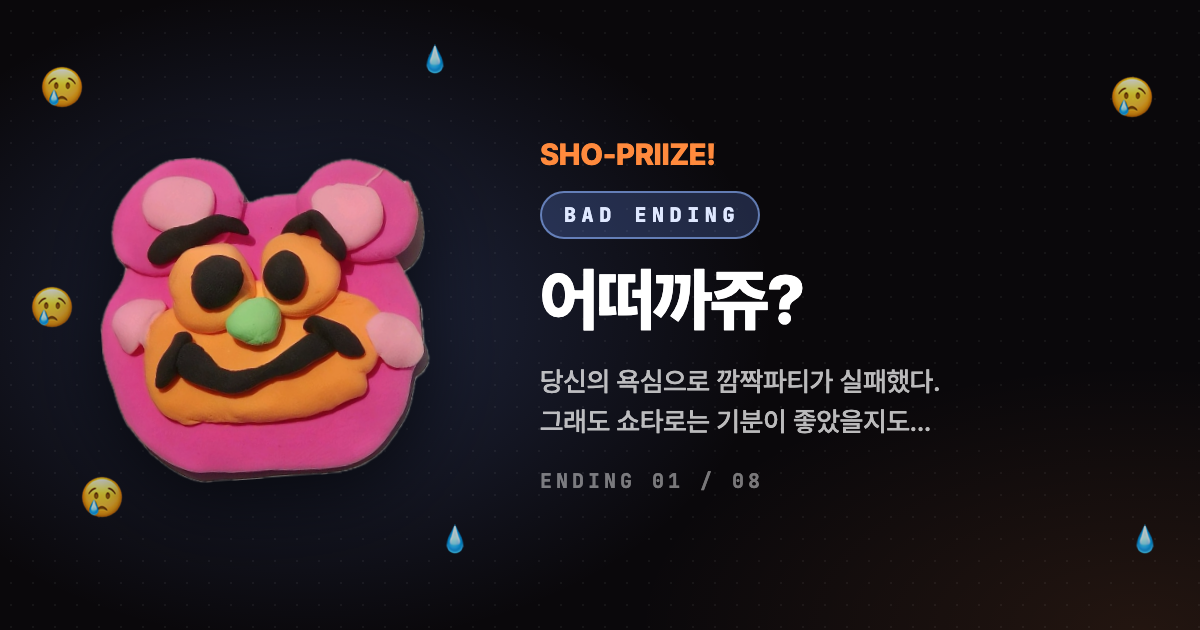 SHO-PRIIZE!
BAD ENDING
어떠까쥬?
당신의 욕심으로 깜짝파티가 실패했다.
그래도 쇼타로는 기분이 좋았을지도...
ENDING 01 / 08